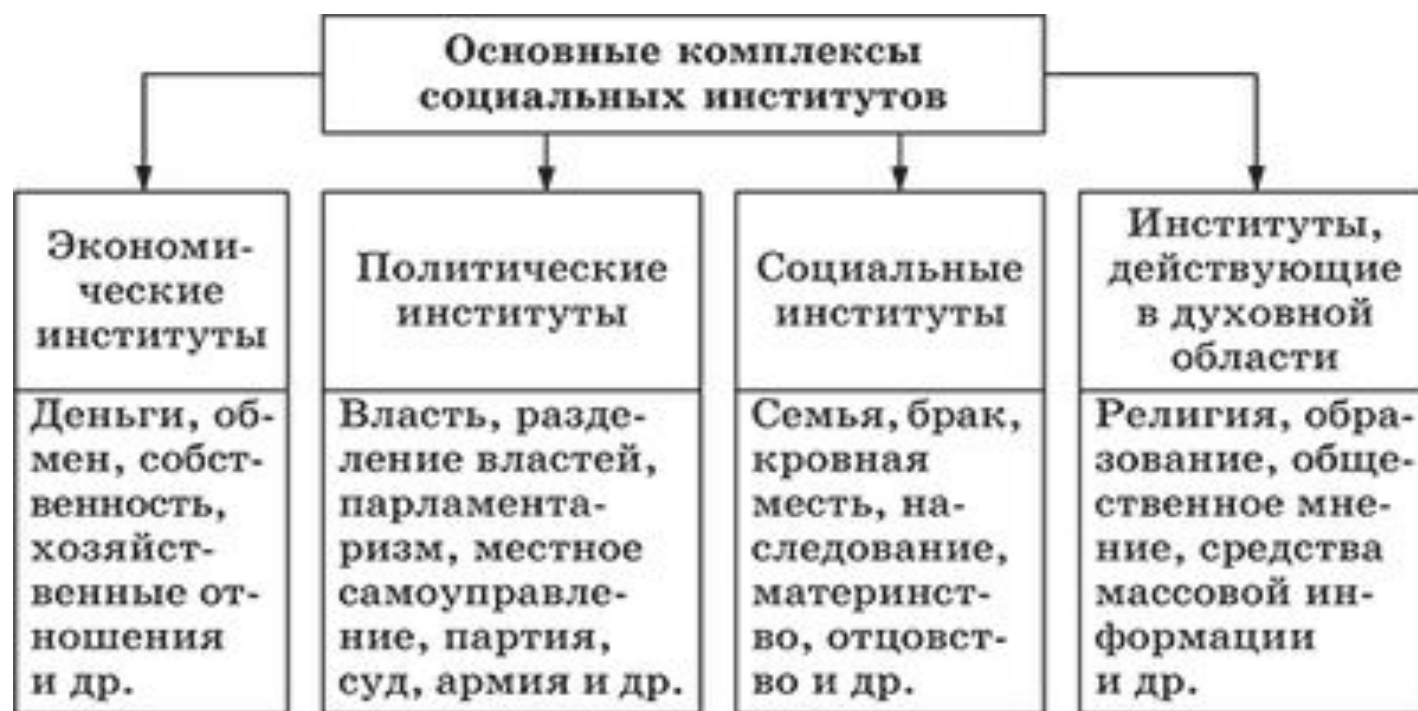 Основные комплексы
социальных институтов
Экономи-
ческие
институты
Деньги, об-
мен, собст-
венность,
хозяйст-
венные от-
ношения
и др.
Политические
институты
Власть, разде-
ление властей,
парламента-
ризм, местное
самоуправле-
ние, партия,
суд, армия и др.
Социальные
институты
Семья, брак,
кровная
месть, на-
следование,
материнст-
во, отцовст-
во и др.
Институты,
действующие
в духовной
области
Религия, обра-
зование, обще-
ственное мне-
ние, средства
массовой ин-
формации
и др.